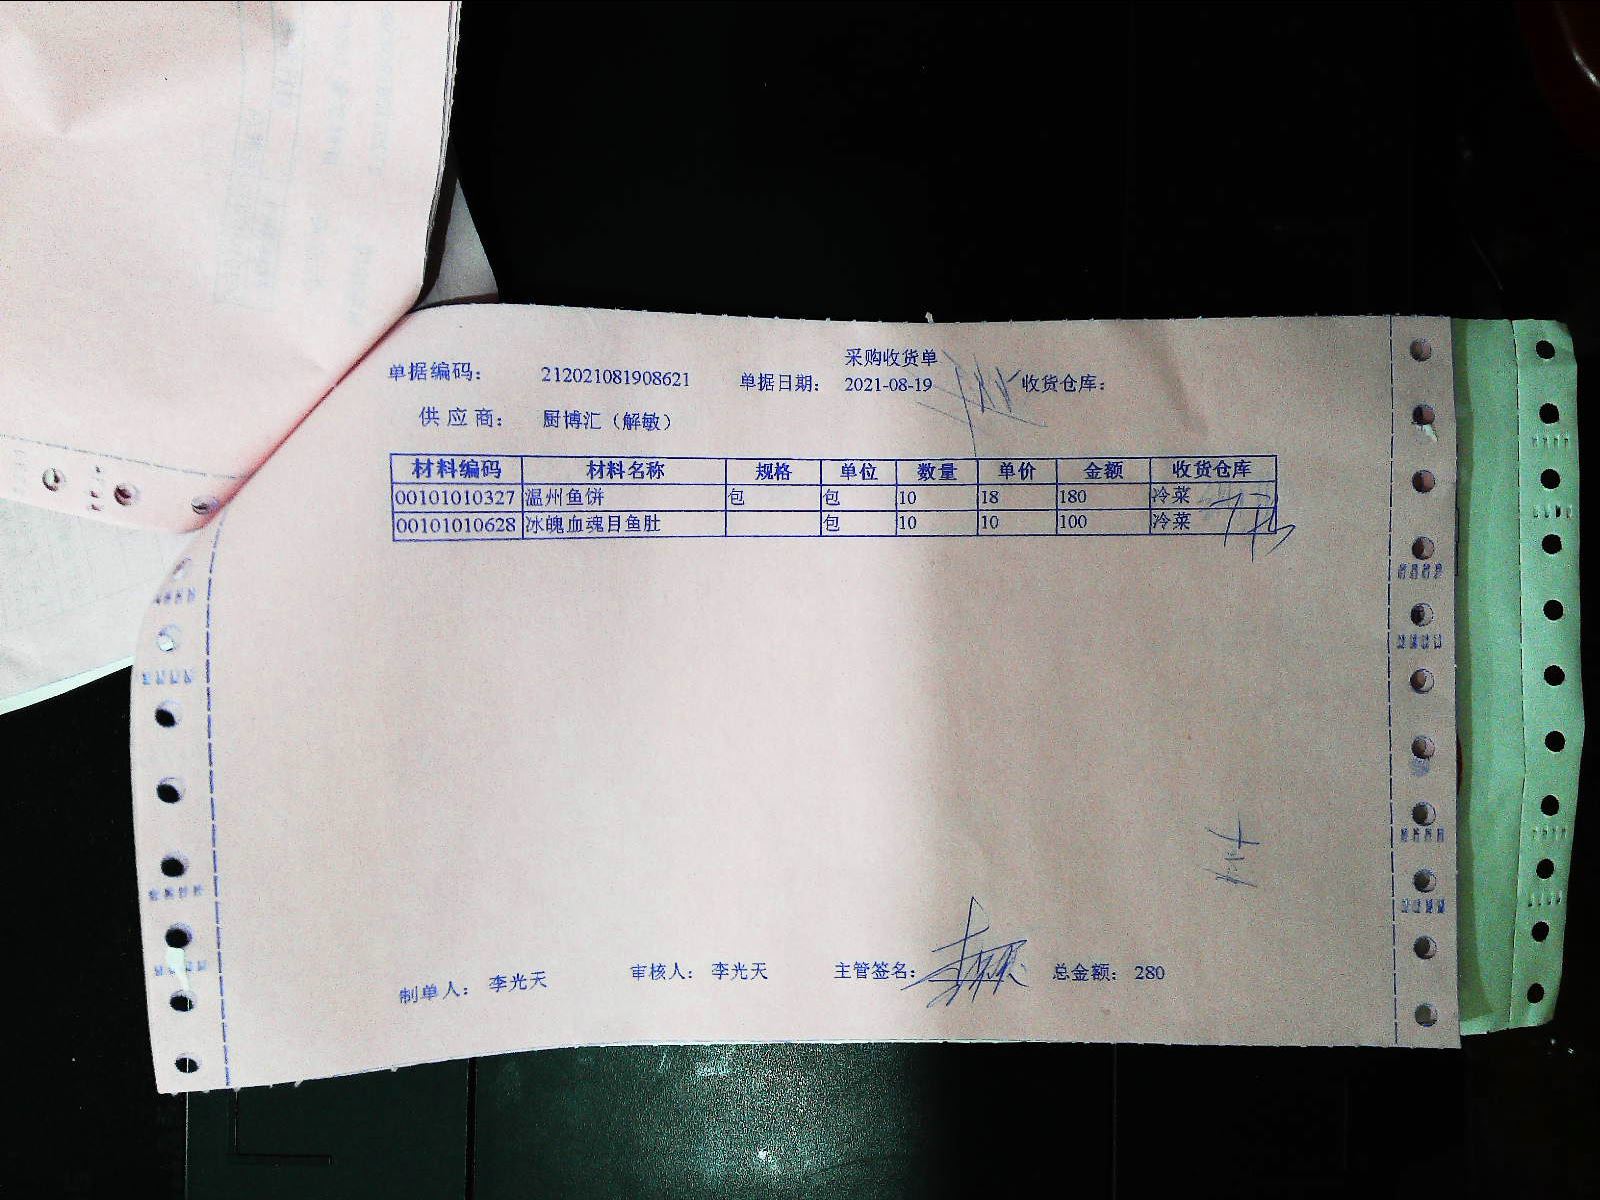 采购收货单
单据编码： 212021081908621 单据日期： 2021-08-19 收货仓库：
供 应 商： 厨博汇（解敏）
材料编码 材料名称 规格 单位 数量 单价 金额 收货仓库
00101010327 温州鱼饼 包 包 10 18 180 冷菜
00101010628 冰魄血魂目鱼肚 包 10 10 100 冷菜
制单人： 李光天 审核人： 李光天 主管签名： 总金额： 280